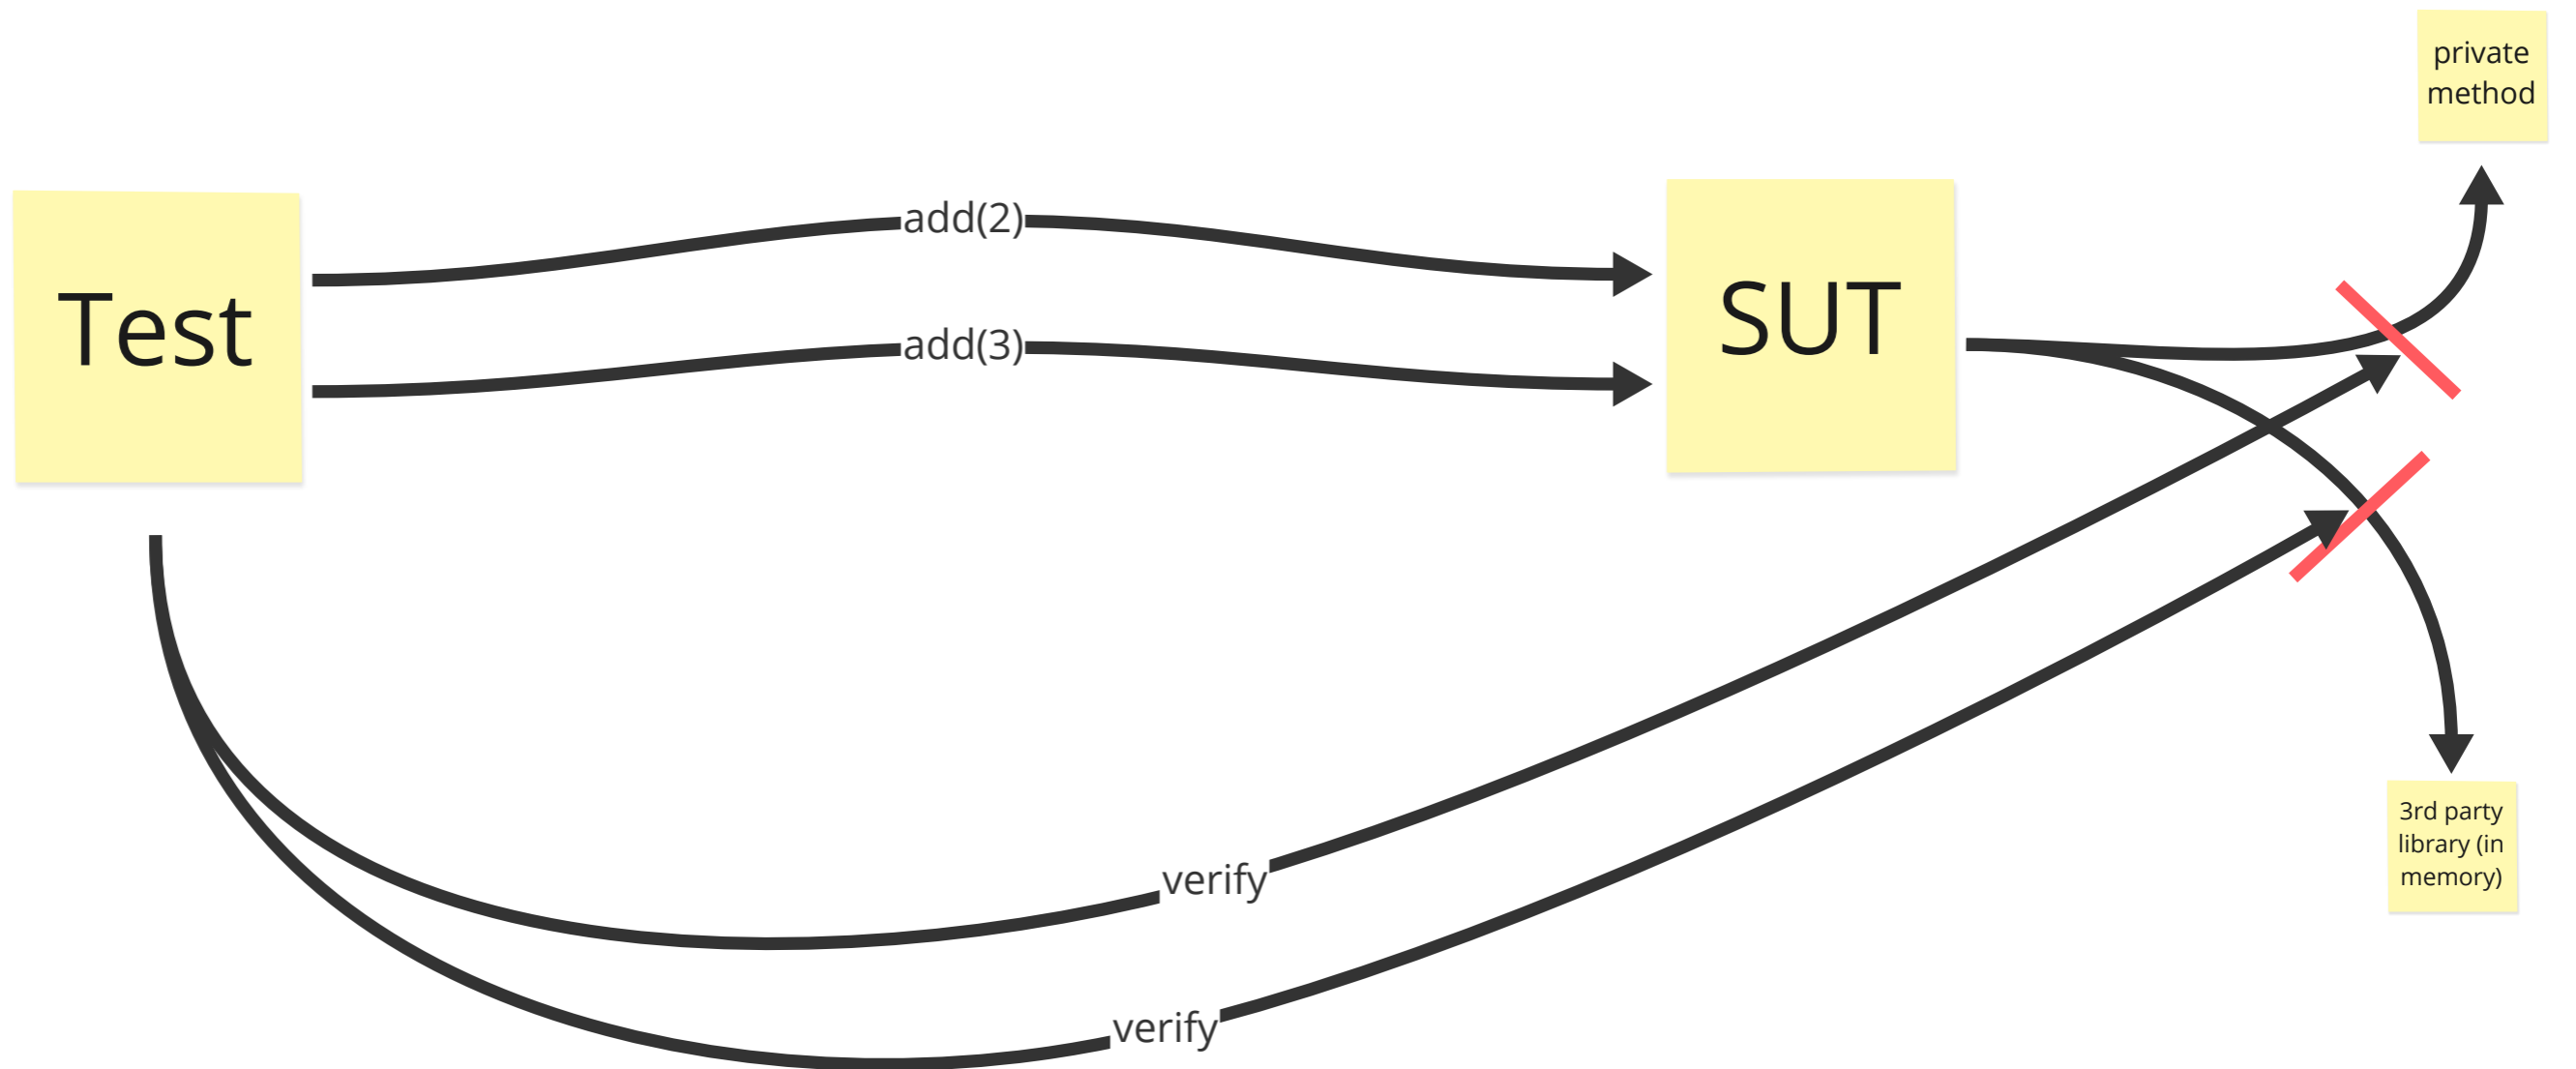 private
method
add(2)
Test
SUT
add(3)
3rd party
library (in
memory)
verify
verify